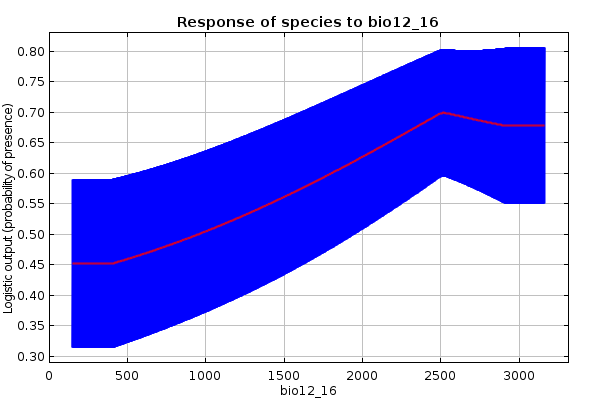 Response of species to bio12_16
Logistic output (probability of presence)
0.80
0.75
0.70
0.65
0.60
0.55
0.50
0.45
0.40
0.35
0.30
0 500 1000 1500 2000 2500 3000
bio12_16